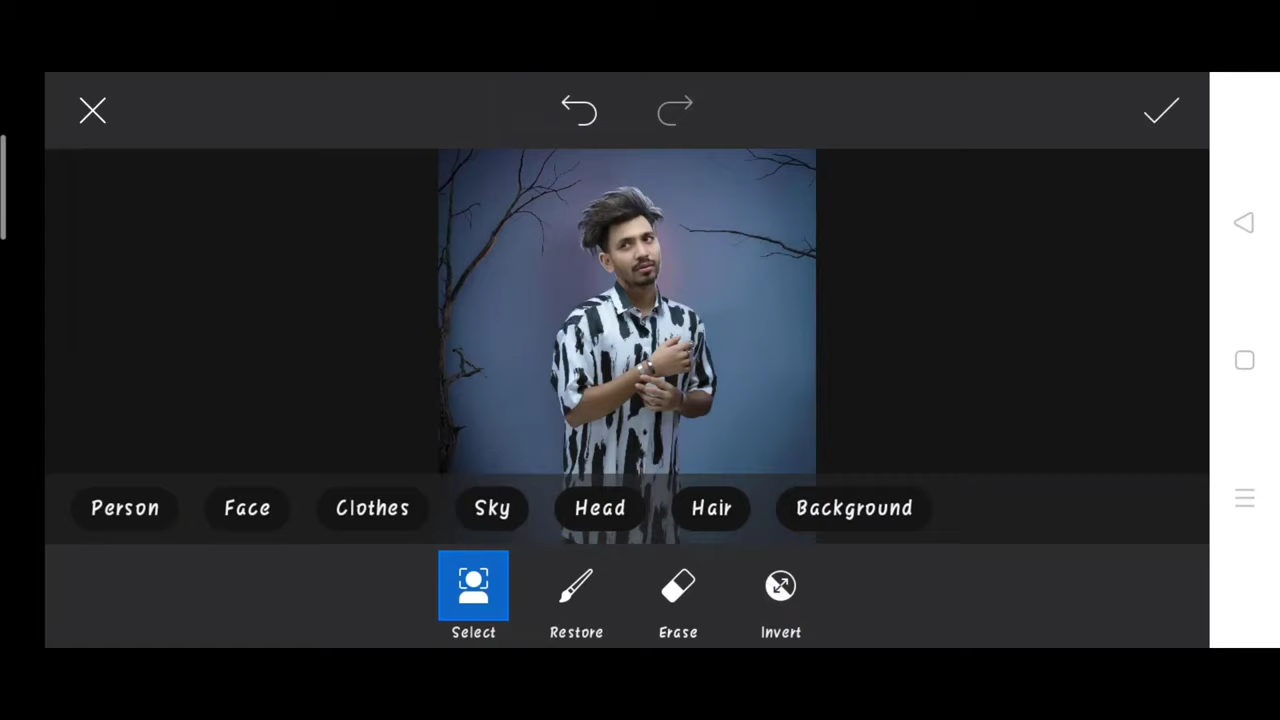 Person Face Clothes Sky Head Hair Background
Select Restore Erase Invert